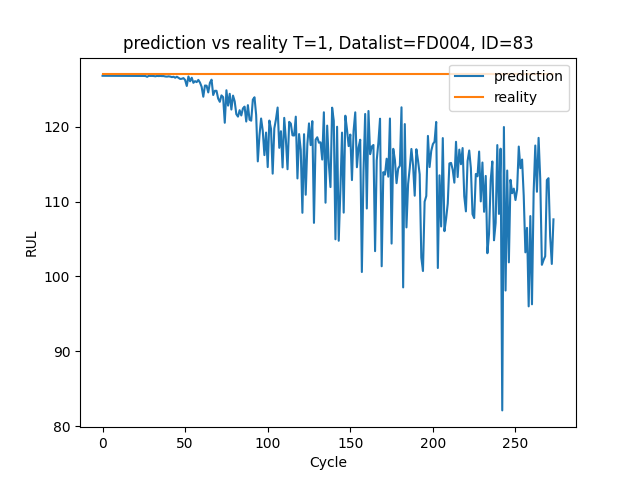 prediction vs reality T=1, Datalist=FD004, ID=83
prediction
reality
RUL
120
110
100
90
80
0
50
100
150
200
250
Cycle